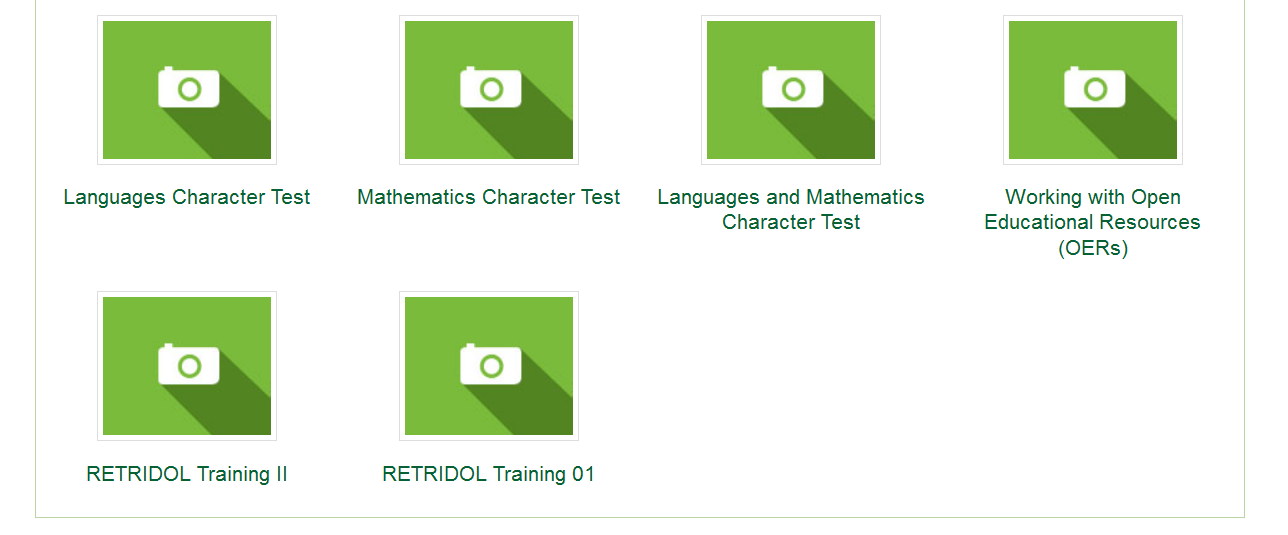 Languages Character Test
Mathematics Character Test
Languages and Mathematics
Character Test
Working with Open
Educational Resources
(OERs)
RETRIDOL Training II
RETRIDOL Training 01